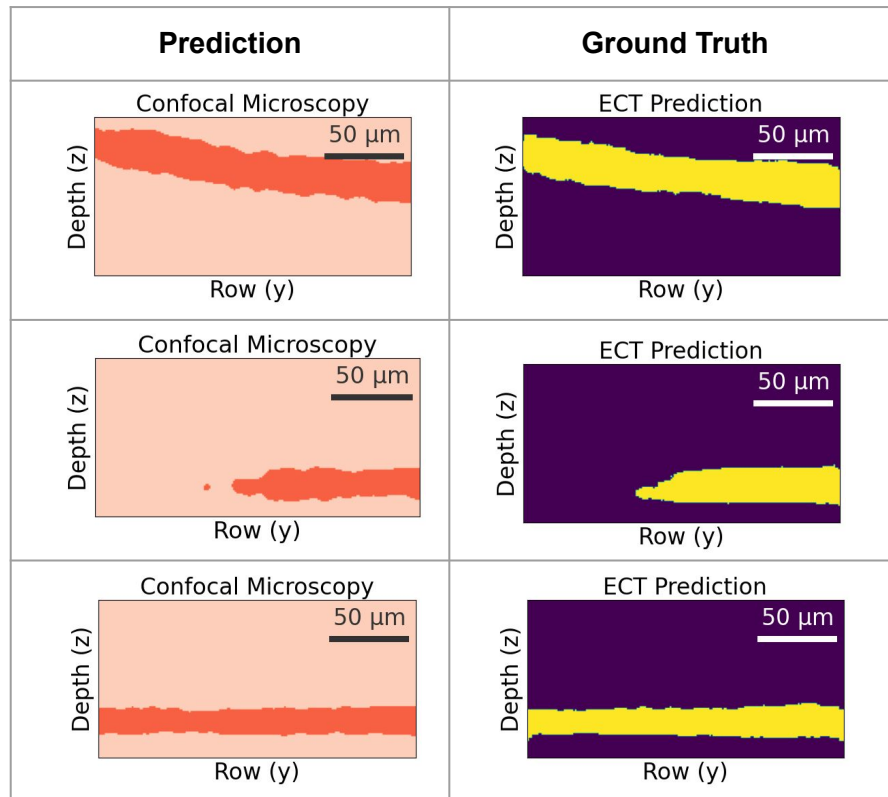 Prediction
Ground Truth
Confocal Microscopy
ECT Prediction
50 µm
50 µm
Depth (z)
Depth (z)
Row (y)
Row (y)
Confocal Microscopy
ECT Prediction
50 µm
50 µm
Depth (z)
Depth (z)
Row (y)
Row (y)
Confocal Microscopy
ECT Prediction
50 µm
50 µm
Depth (z)
Depth (z)
Row (y)
Row (y)